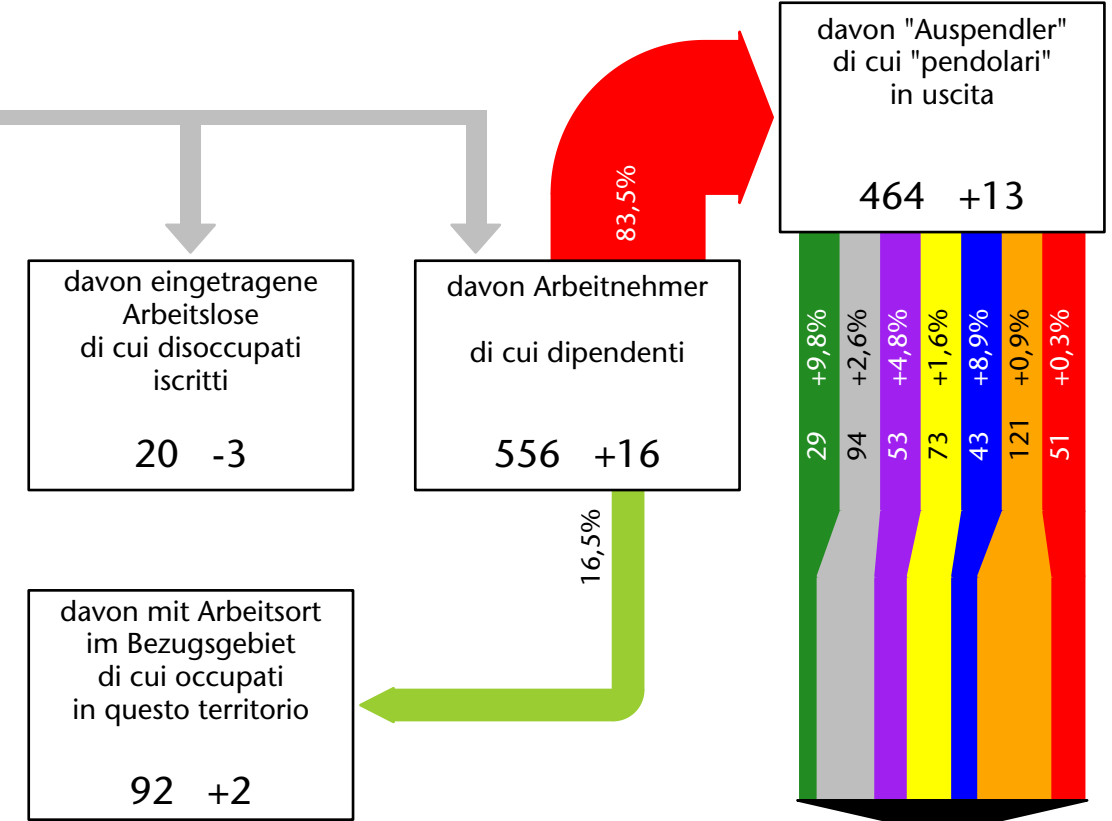 davon "Auspendler"
di cui "pendolari"
in uscita
464 +13
83,5%
davon eingetragene
Arbeitslose
di cui disoccupati
iscritti
20 -3
davon Arbeitnehmer
di cui dipendenti
556 +16
29 +9,8%
94 +2,6%
53 +4,8%
73 +1,6%
43 +8,9%
121 +0,9%
51 +0,3%
16,5%
davon mit Arbeitsort
im Bezugsgebiet
di cui occupati
in questo territorio
92 +2